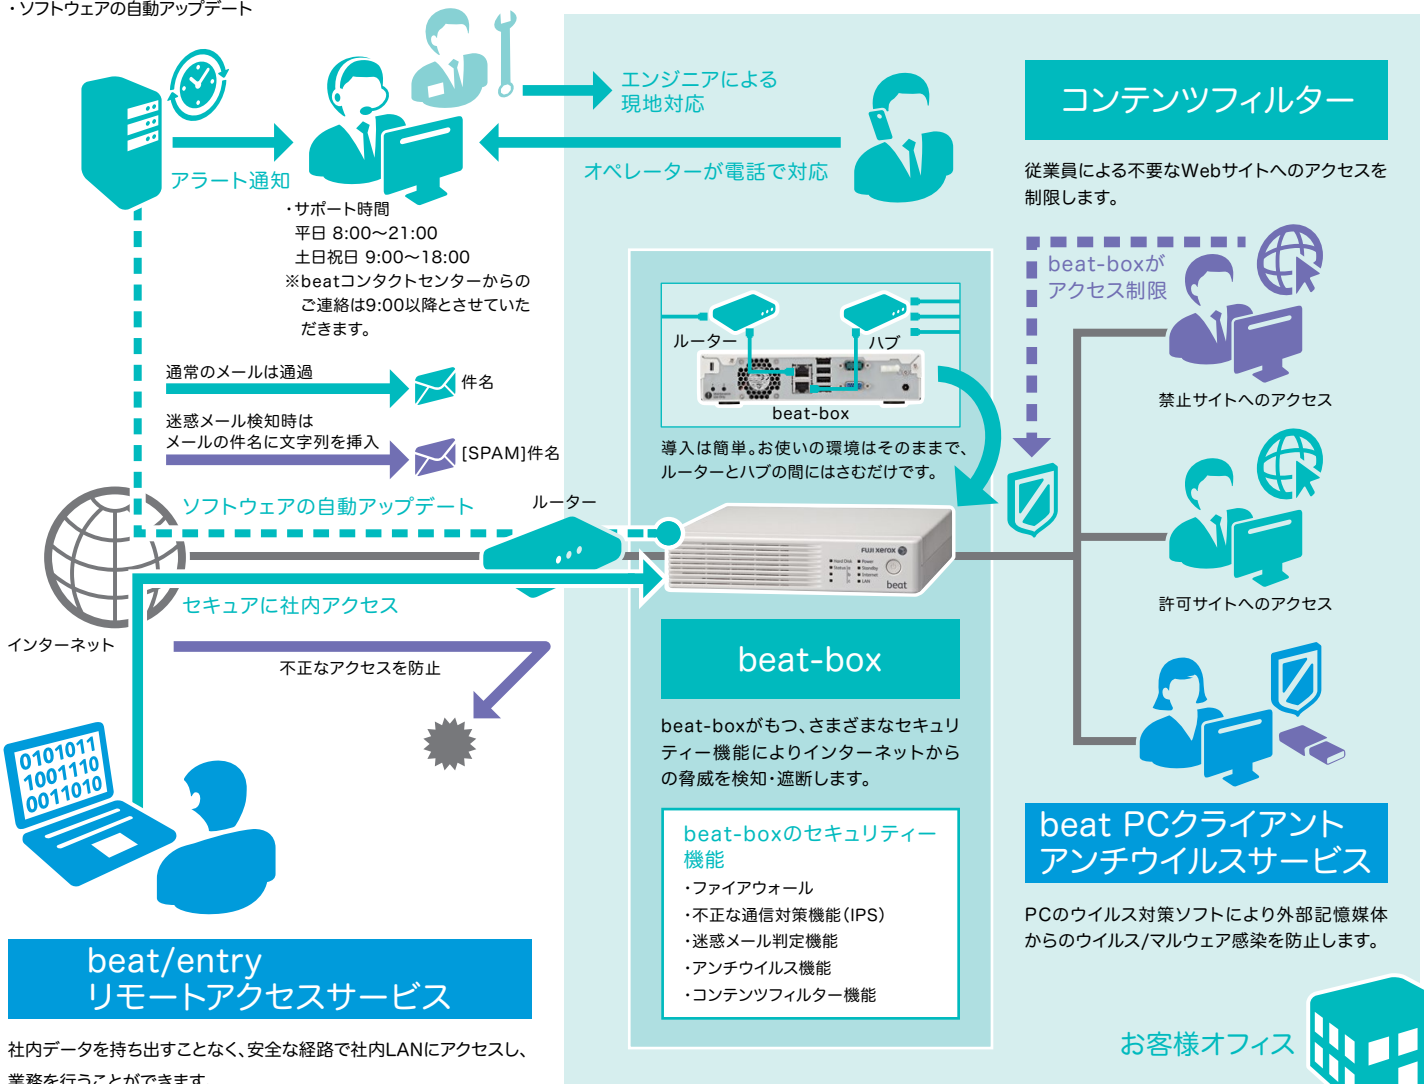 ・ソフトウェアの自動アップデート
アラート通知
エンジニアによる
現地対応
オペレーターが電話で対応
・サポート時間
平日 8:00〜21:00
土日祝日 9:00〜18:00
※beatコンタクトセンターからの
ご連絡は9:00以降とさせていた
だきます。
通常のメールは通過
件名
迷惑メール検知時は
メールの件名に文字列を挿入
[SPAM]件名
ソフトウェアの自動アップデート
ルーター
セキュアに社内アクセス
インターネット
不正なアクセスを防止
0101011
1001110
0011010
beat/entry
リモートアクセスサービス
社内データを持ち出すことなく、安全な経路で社内LANにアクセスし、
業務を行うことができます
ルーター
ハブ
beat-box
導入は簡単。お使いの環境はそのままで、
ルーターとハブの間にはさむだけです。
FUJI XEROX
Hard Disk
Power
Status
Standby
Internet
LAN
beat
beat-box
beat-boxがもつ、さまざまなセキュリ
ティー機能によりインターネットから
の脅威を検知・遮断します。
beat-boxのセキュリティー
機能
・ファイアウォール
・不正な通信対策機能（IPS）
・迷惑メール判定機能
・アンチウイルス機能
・コンテンツフィルター機能
コンテンツフィルター
従業員による不要なWebサイトへのアクセスを
制限します。
beat-boxが
アクセス制限
禁止サイトへのアクセス
許可サイトへのアクセス
beat PCクライアント
アンチウイルスサービス
PCのウイルス対策ソフトにより外部記憶媒体
からのウイルス/マルウェア感染を防止します。
お客様オフィス